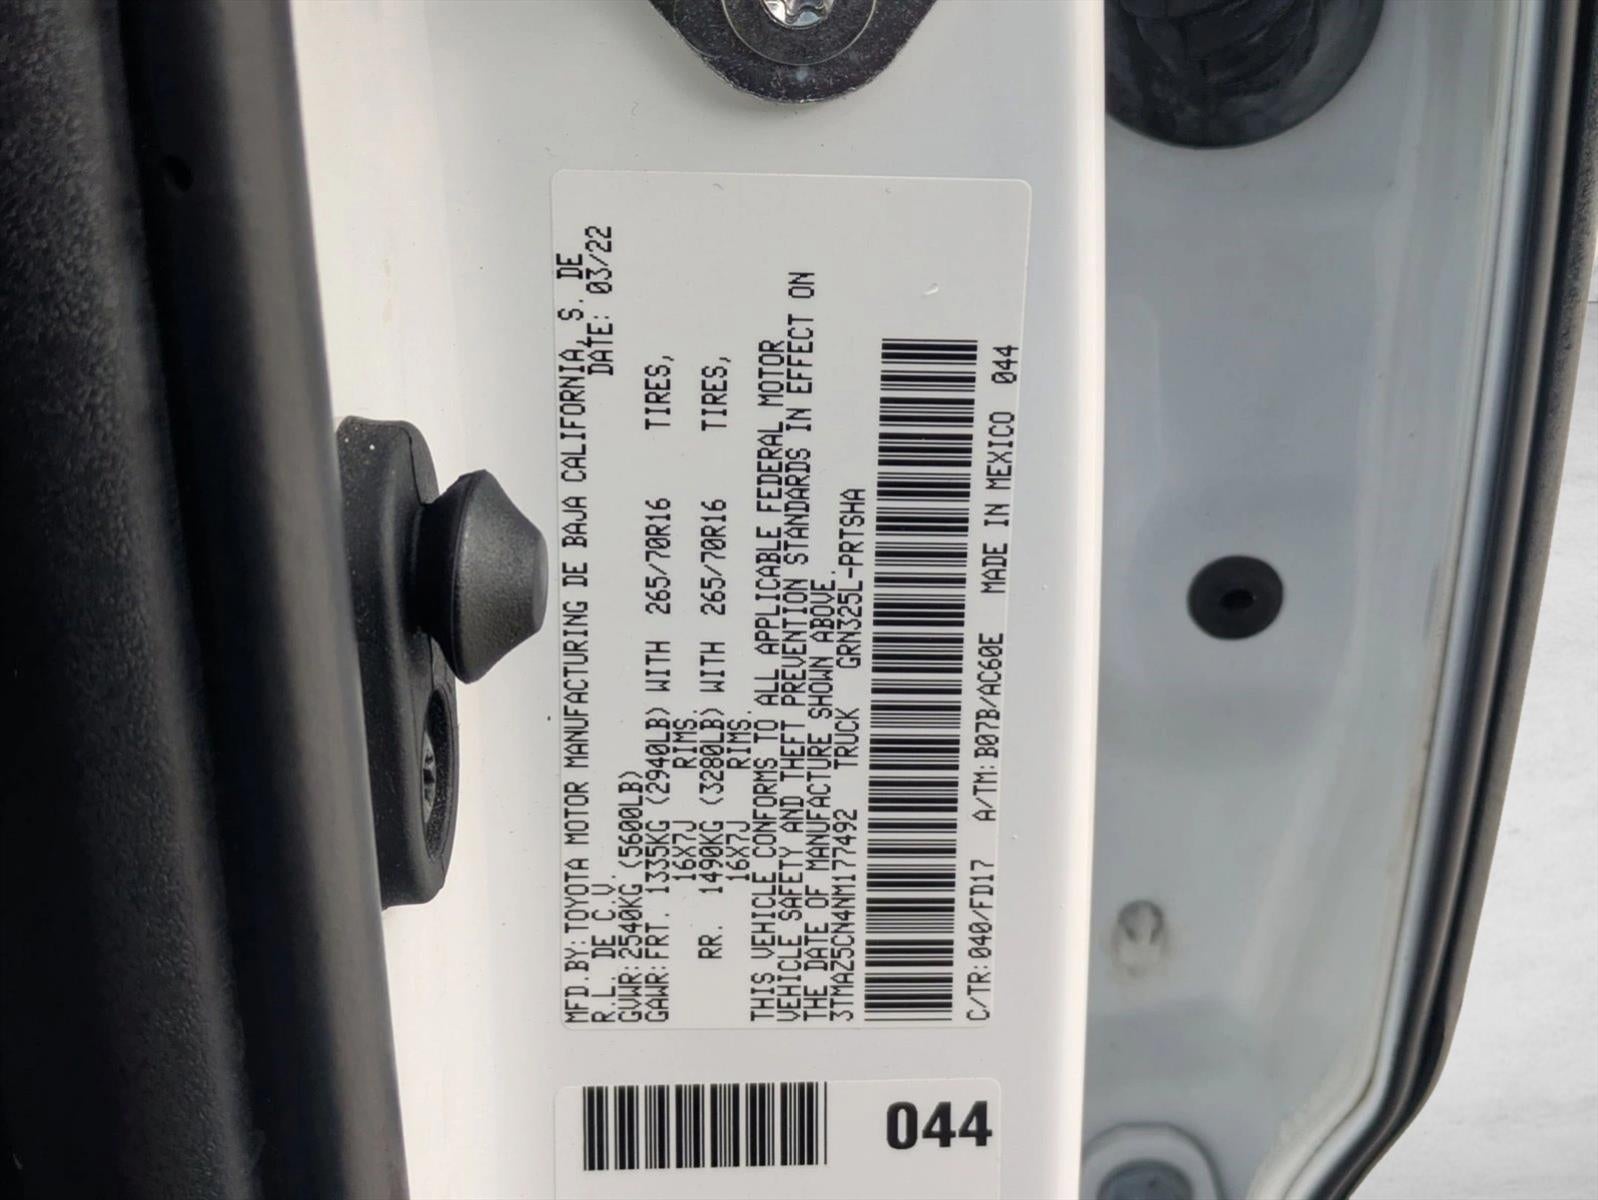 MFD.BY: TOYOTA MOTOR MANUFACTURING DE BAJA CALIFORNIA, S. DE
R.L. DE C.V. DATE: 03/22
GVWR: 2540KG (5600LB)
GAWR: FRT. 1335KG (2940LB) WITH 265/70R16 TIRES,
16X7J RIMS.
RR. 1490KG (3280LB) WITH 265/70R16 TIRES,
16X7J RIMS.
THIS VEHICLE CONFORMS TO ALL APPLICABLE FEDERAL MOTOR
VEHICLE SAFETY AND THEFT PREVENTION STANDARDS IN EFFECT ON
THE DATE OF MANUFACTURE SHOWN ABOVE.
3TMAZ5CN4NM177492 TRUCK GRN325L-PRTSHA
C/TR: 040/FD17 A/TM: B07B/AC60E MADE IN MEXICO 044
044